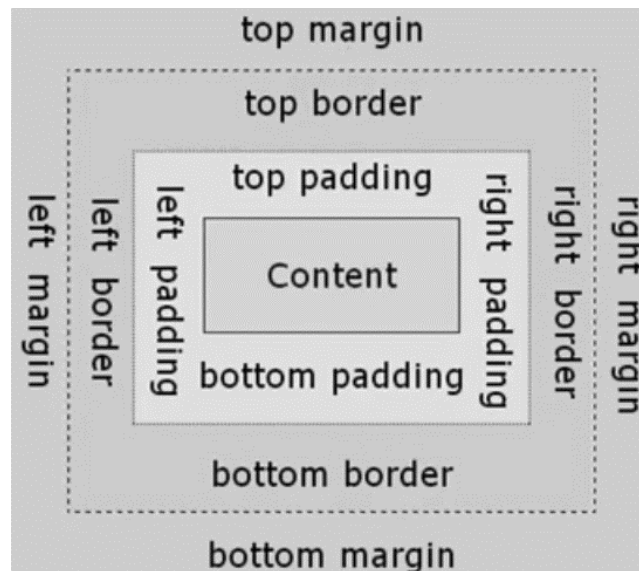 top margin
top border
top padding
left margin
left border
left padding
Content
right padding
right border
right margin
bottom padding
bottom border
bottom margin